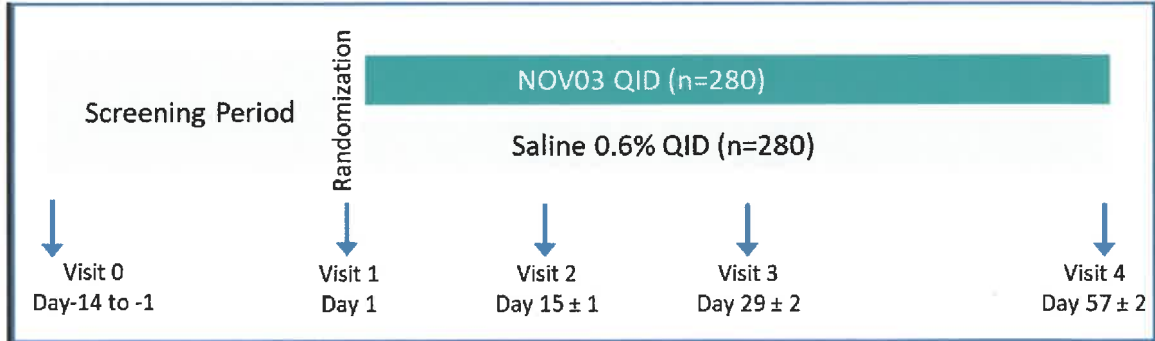 NOV03 QID (n=280)
Screening Period
Randomization
Saline 0.6% QID (n=280)
Visit 0
Day-14 to -1
Visit 1
Day 1
Visit 2
Day 15 ± 1
Visit 3
Day 29 ± 2
Visit 4
Day 57 ± 2